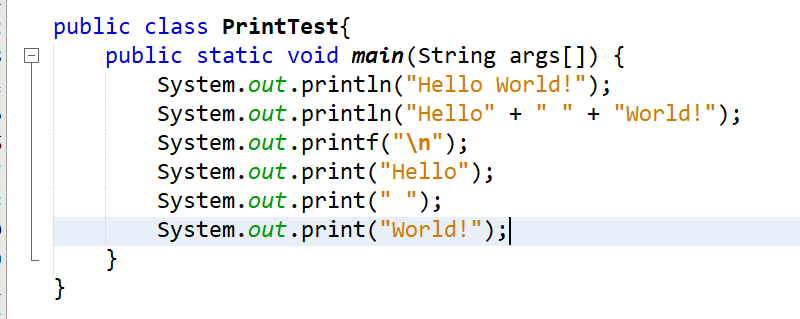 public class PrintTest{
    public static void main(String args[]) {
        System.out.println("Hello World!");
        System.out.println("Hello" + " " + "World!");
        System.out.printf("\n");
        System.out.print("Hello");
        System.out.print(" ");
        System.out.print("World!");
    }
}